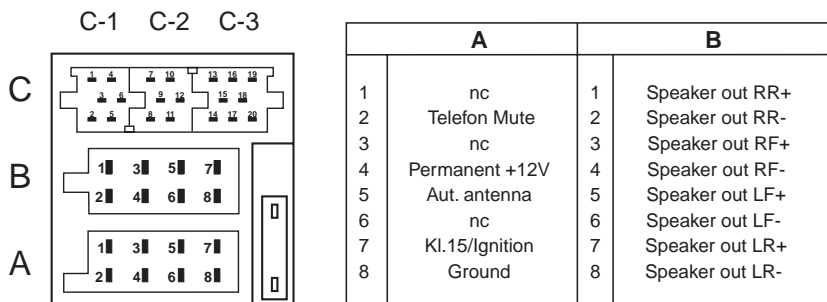 C-1 C-2 C-3
C
1 4 7 10 13 16 19
3 6 9 12 15 18
2 5 8 11 14 17 20
B
1 3 5 7
2 4 6 8
A
1 3 5 7
2 4 6 8
A B
1 nc 1 Speaker out RR+
2 Telefon Mute 2 Speaker out RR-
3 nc 3 Speaker out RF+
4 Permanent +12V 4 Speaker out RF-
5 Aut. antenna 5 Speaker out LF+
6 nc 6 Speaker out LF-
7 Kl.15/Ignition 7 Speaker out LR+
8 Ground 8 Speaker out LR-